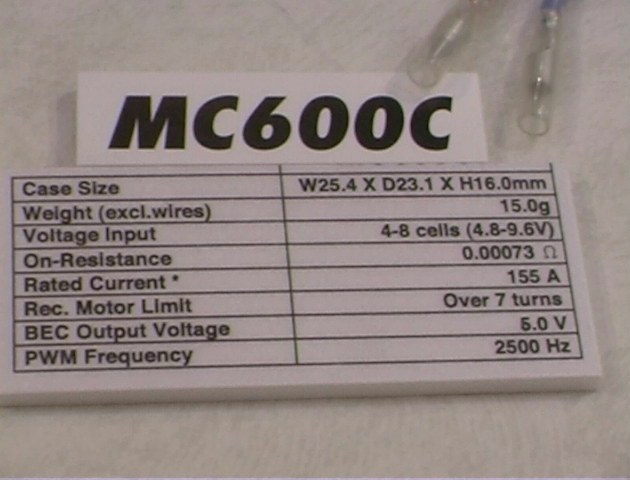 MC600C
Case Size W25.4 X D23.1 X H16.0mm
Weight (excl.wires) 15.0g
Voltage Input 4-8 cells (4.8-9.6V)
On-Resistance 0.00073 Ω
Rated Current * 155 A
Rec. Motor Limit Over 7 turns
BEC Output Voltage 5.0 V
PWM Frequency 2500 Hz